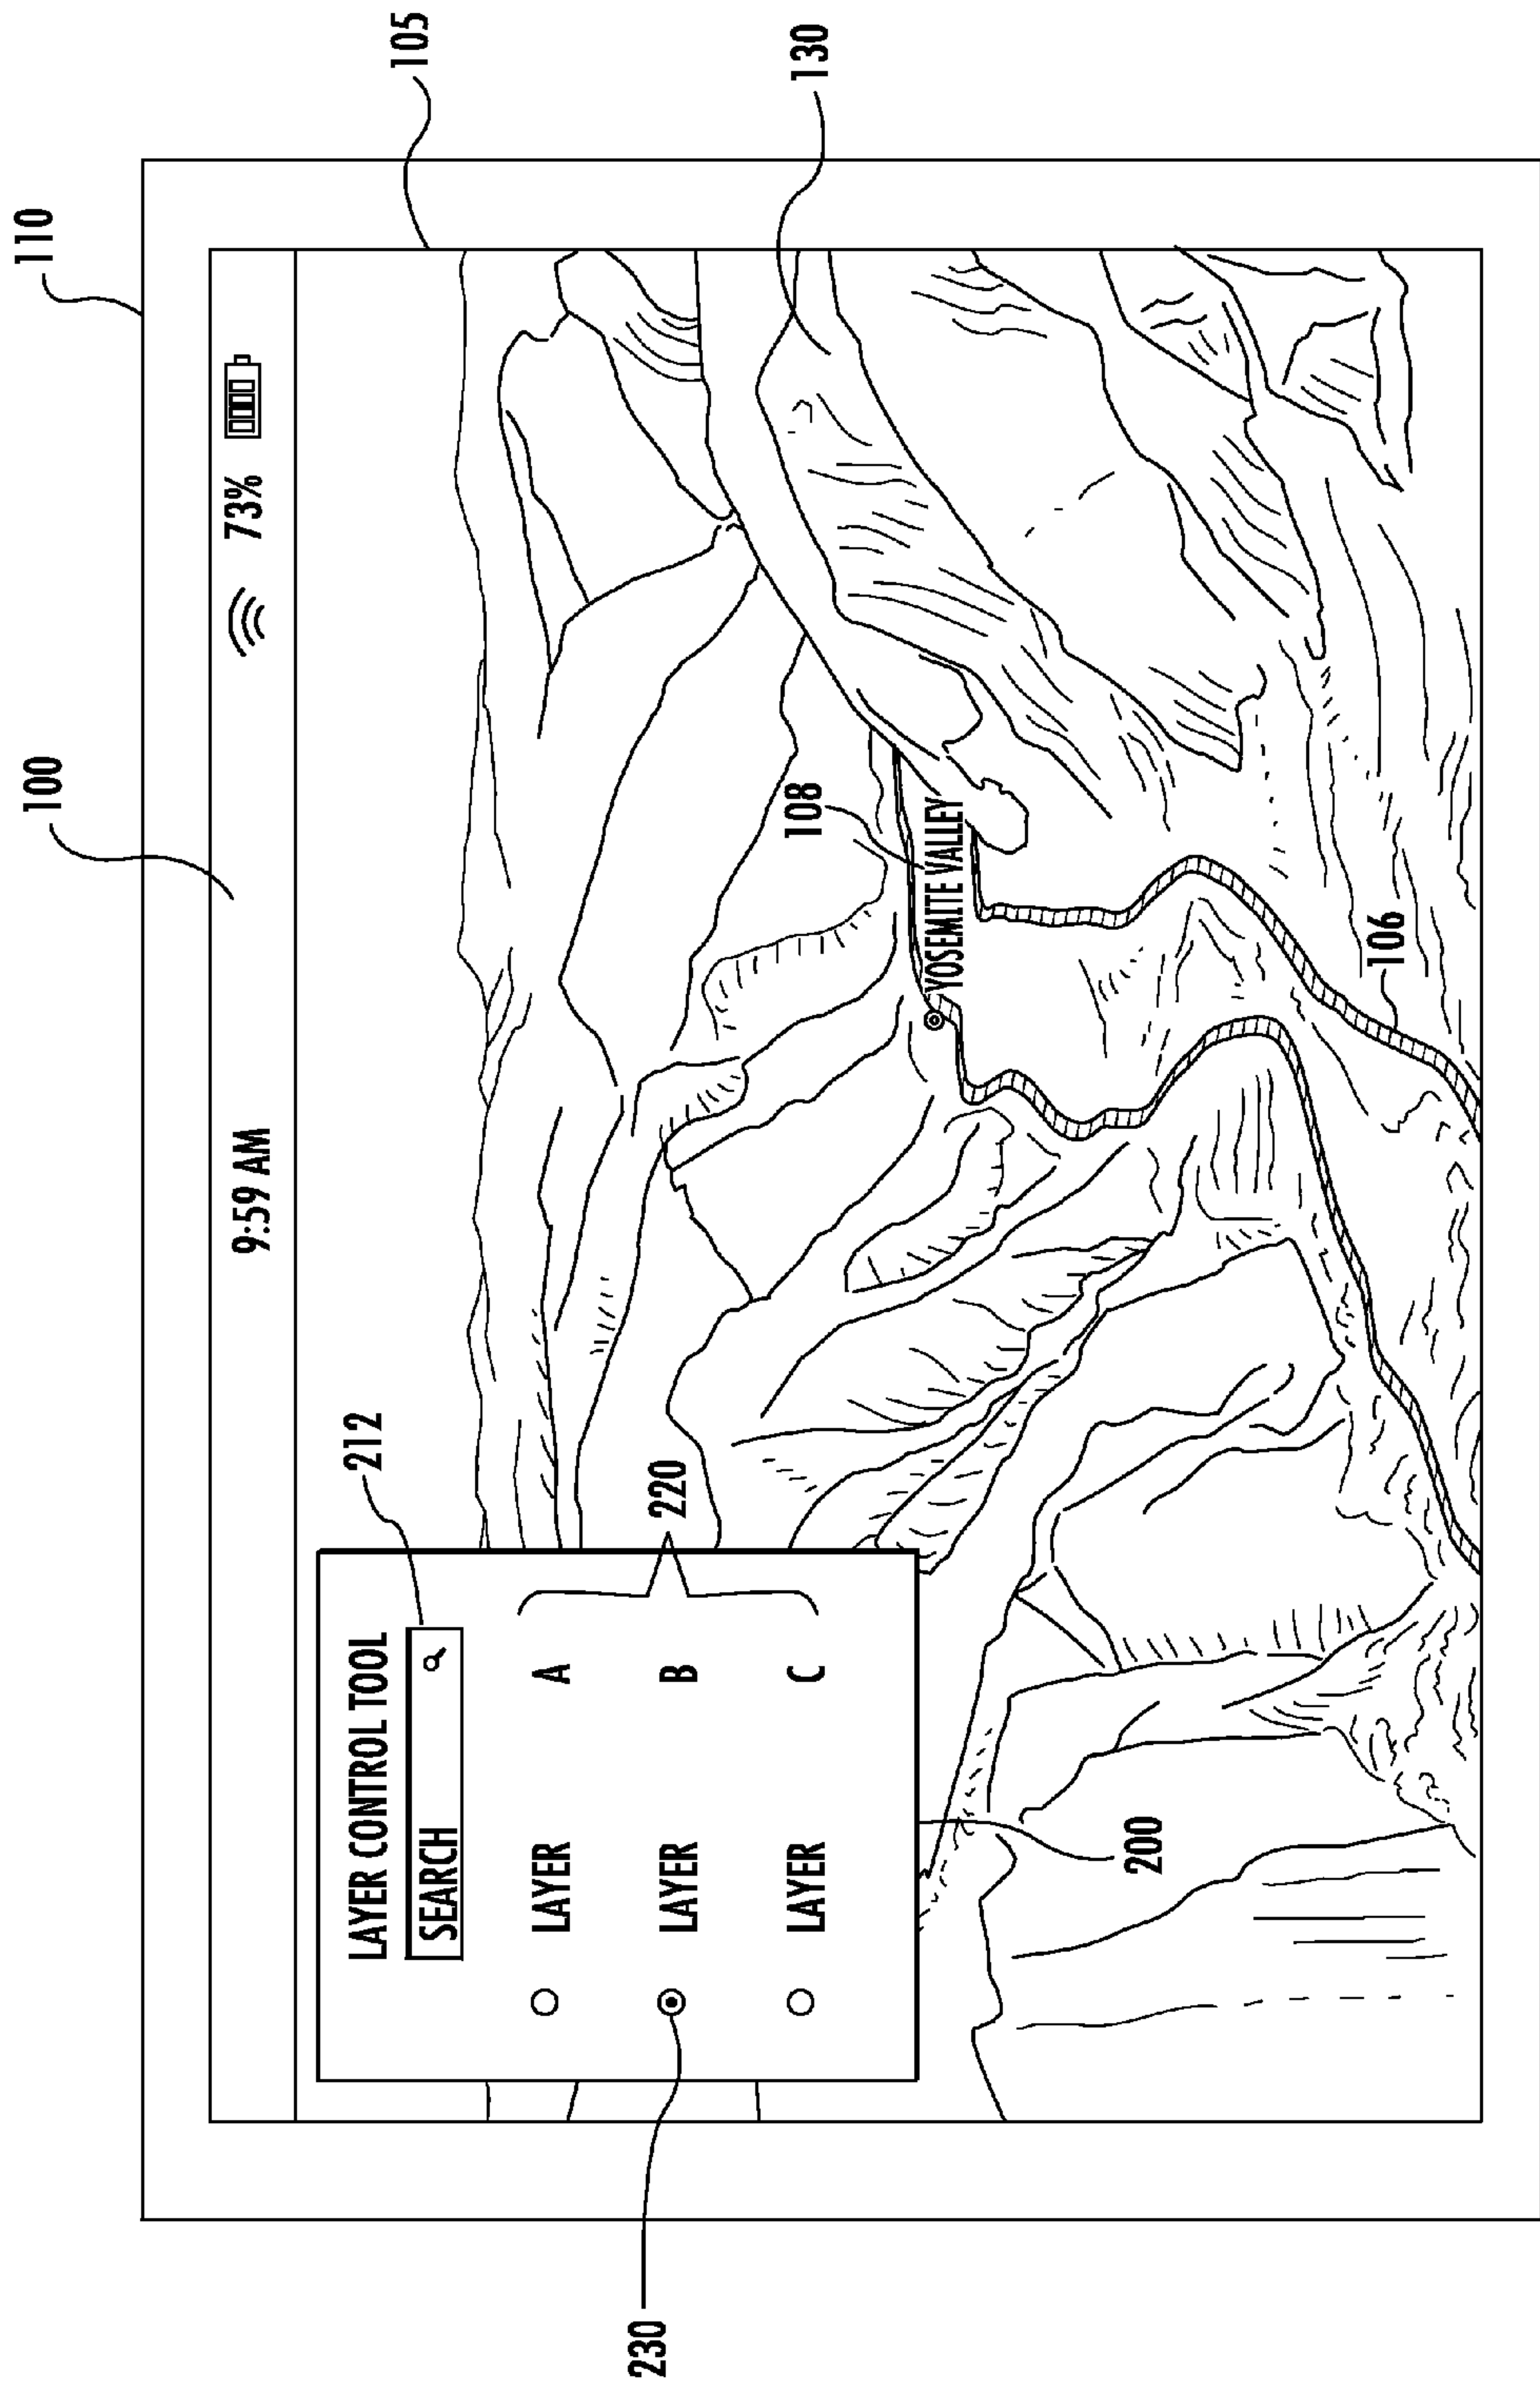 110
100
105
9:59 AM
73%
130
LAYER CONTROL TOOL
212
SEARCH
LAYER A
LAYER B
LAYER C
220
230
200
108
YOSEMITE VALLEY
106